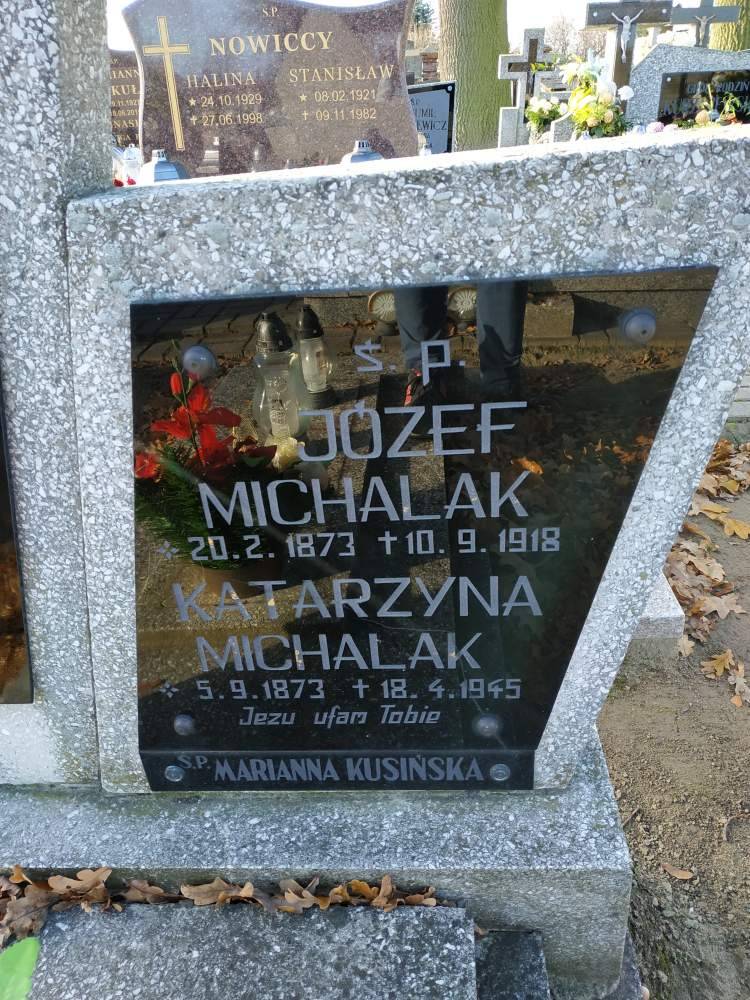 Ś.P.
NOWICCY
HALINA STANISŁAW
* 24.10.1929 * 08.02.1921
+ 27.06.1998 + 09.11.1982
ś. p.
JÓZEF
MICHALAK
* 20. 2. 1873 + 10. 9. 1918
KATARZYNA
MICHALAK
* 5. 9. 1873 + 18. 4. 1945
Jezu ufam Tobie
Ś.P. MARIANNA KUSIŃSKA